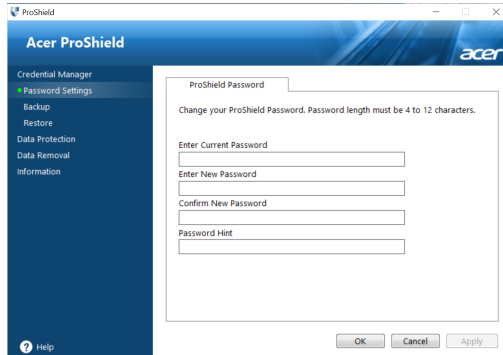 ProShield
Acer ProShield
acer
Credential Manager
Password Settings
Backup
Restore
Data Protection
Data Removal
Information
Help
ProShield Password
Change your ProShield Password. Password length must be 4 to 12 characters.
Enter Current Password
Enter New Password
Confirm New Password
Password Hint
OK
Cancel
Apply